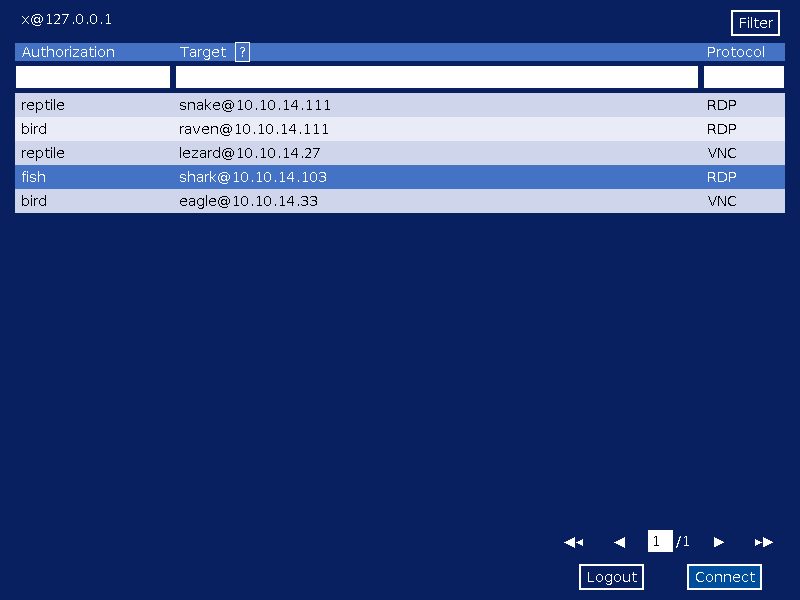 x@127.0.0.1
Filter
Authorization Target ? Protocol
reptile snake@10.10.14.111 RDP
bird raven@10.10.14.111 RDP
reptile lezard@10.10.14.27 VNC
fish shark@10.10.14.103 RDP
bird eagle@10.10.14.33 VNC
1 /1
Logout Connect